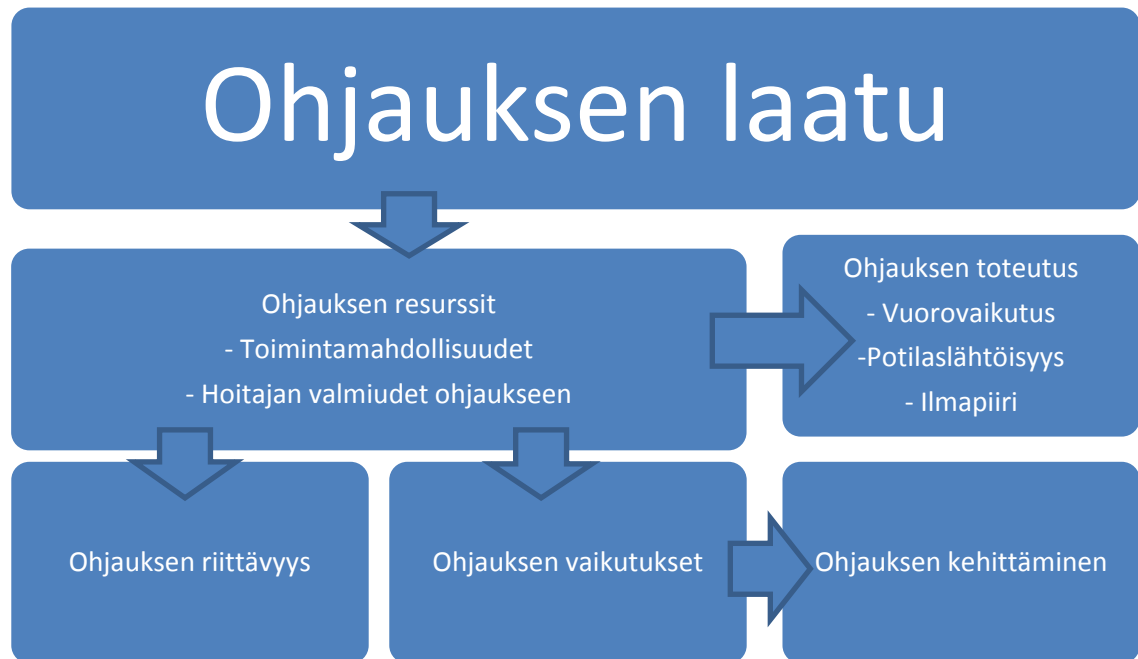 Ohjauksen laatu
Ohjauksen resurssit
- Toimintamahdollisuudet
- Hoitajan valmiudet ohjaukseen
Ohjauksen toteutus
- Vuorovaikutus
-Potilaslähtöisyys
- Ilmapiiri
Ohjauksen riittävyys
Ohjauksen vaikutukset
Ohjauksen kehittäminen